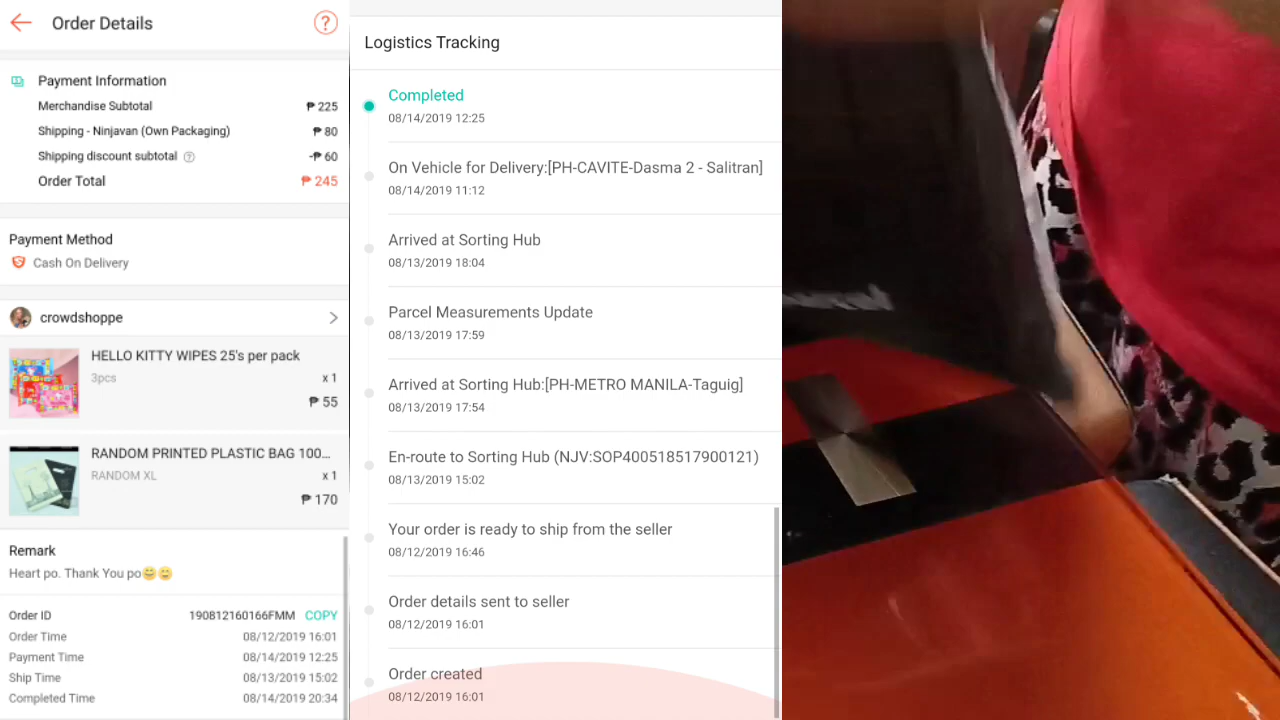 Order Details
?
Payment Information
Merchandise Subtotal ₱ 225
Shipping - Ninjavan (Own Packaging) ₱ 80
Shipping discount subtotal ? -₱ 60
Order Total ₱ 245
Payment Method
Cash On Delivery
crowdshoppe
HELLO KITTY WIPES 25's per pack
3pcs x 1
₱ 55
RANDOM PRINTED PLASTIC BAG 100...
RANDOM XL x 1
₱ 170
Remark
Heart po. Thank You po😄😄
Order ID 190812160166FMM COPY
Order Time 08/12/2019 16:01
Payment Time 08/14/2019 12:25
Ship Time 08/13/2019 15:02
Completed Time 08/14/2019 20:34
Logistics Tracking
Completed
08/14/2019 12:25
On Vehicle for Delivery:[PH-CAVITE-Dasma 2 - Salitran]
08/14/2019 11:12
Arrived at Sorting Hub
08/13/2019 18:04
Parcel Measurements Update
08/13/2019 17:59
Arrived at Sorting Hub:[PH-METRO MANILA-Taguig]
08/13/2019 17:54
En-route to Sorting Hub (NJV:SOP400518517900121)
08/13/2019 15:02
Your order is ready to ship from the seller
08/12/2019 16:46
Order details sent to seller
08/12/2019 16:01
Order created
08/12/2019 16:01